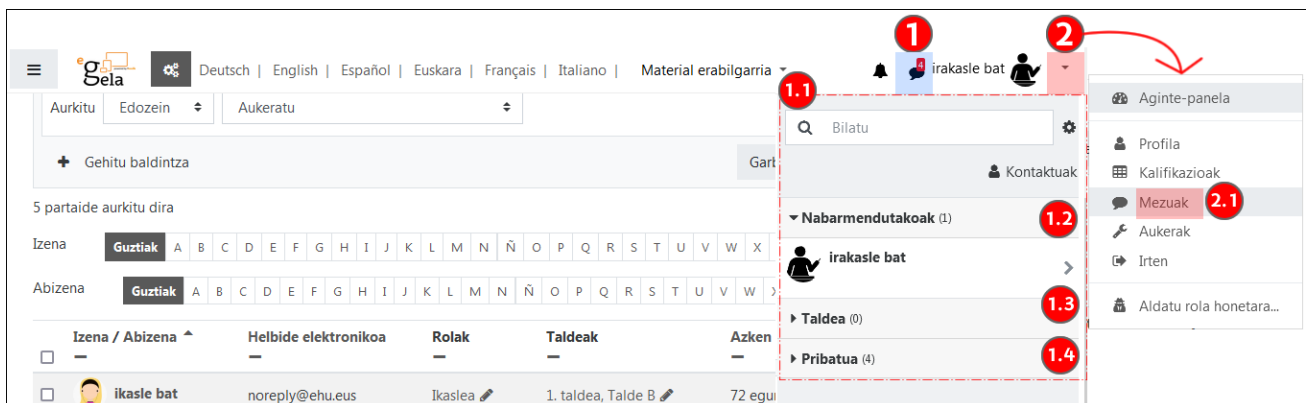 1
2
eGela
Deutsch | English | Español | Euskara | Français | Italiano | Material erabilgarria
4
irakasle bat
1.1
Aurkitu
Edozein
Aukeratu
Gehitu baldintza
5 partaide aurkitu dira
Izena
Guztiak A B C D E F G H I J K L M N Ñ O P Q R S T U V W X
Abizena
Guztiak A B C D E F G H I J K L M N Ñ O P Q R S T U V W
Izena / Abizena
Helbide elektronikoa
Rolak
Taldeak
Azken
ikasle bat
noreply@ehu.eus
Ikaslea
1. taldea, Talde B
72
Bilatu
Kontaktuak
Nabarmendutakoak (1)
1.2
irakasle bat
Taldea (0)
1.3
Pribatua (4)
1.4
Aginte-panela
Profila
Kalifikazioak
Mezuak
2.1
Aukerak
Irten
Aldatu rola honetara...